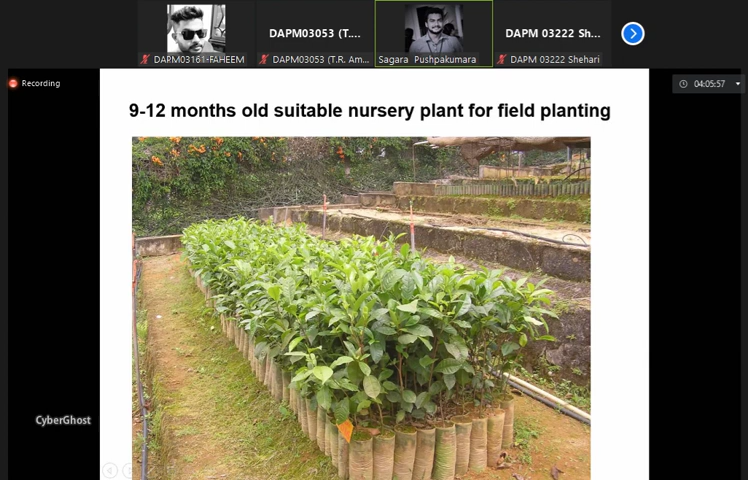 DAPM03053 (T....
DAPM 03222 Sh...
DAPM03161-FAHEEM
DAPM03053 (T.R. Am...
Sagara Pushpakumara
DAPM 03222 Shehari
Recording
04:05:57
9-12 months old suitable nursery plant for field planting
CyberGhost